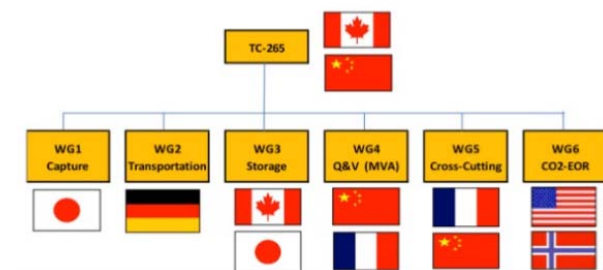 TC-265
WG1
Capture
WG2
Transportation
WG3
Storage
WG4
Q&V (MVA)
WG5
Cross-Cutting
WG6
CO2-EOR